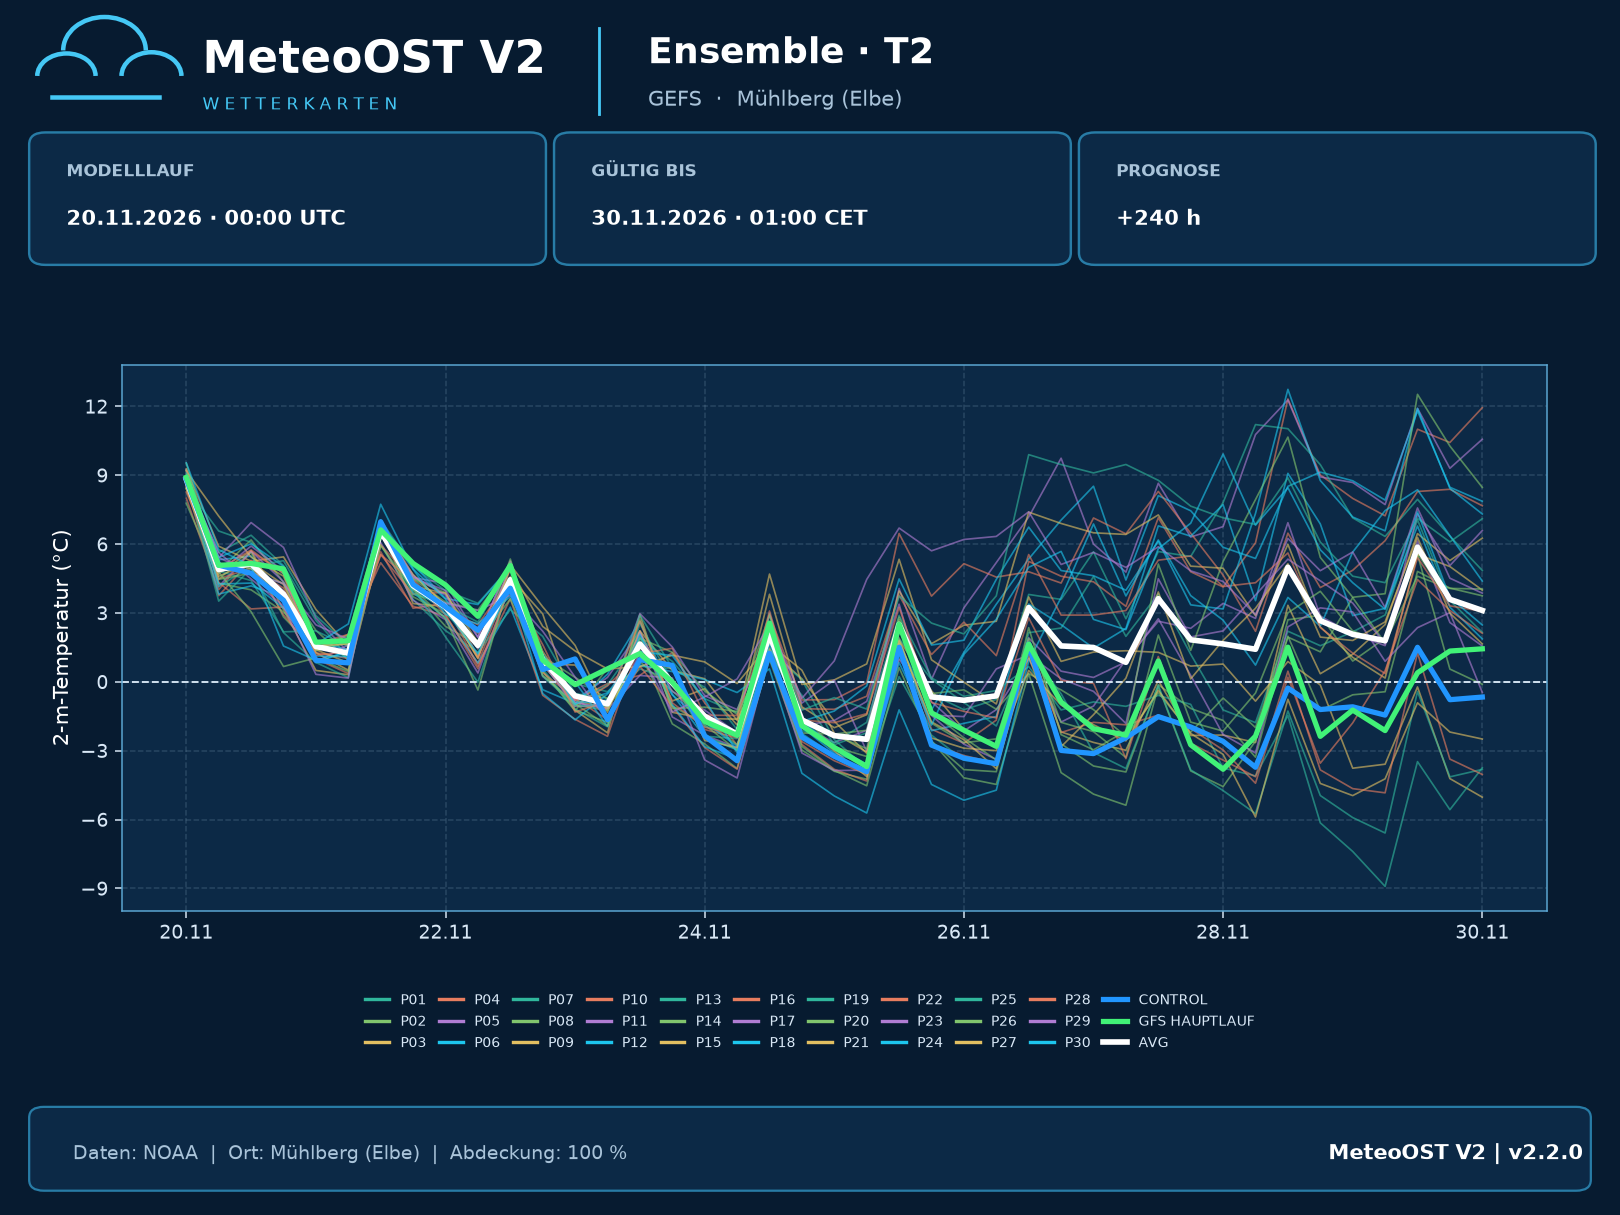 MeteoOST V2
WETTERKARTEN
Ensemble · T2
GEFS · Mühlberg (Elbe)
MODELLLAUF
20.11.2026 · 00:00 UTC
GÜLTIG BIS
30.11.2026 · 01:00 CET
PROGNOSE
+240 h
2-m-Temperatur (°C)
12
9
6
3
0
−3
−6
−9
20.11 22.11 24.11 26.11 28.11 30.11
P01 P04 P07 P10 P13 P16 P19 P22 P25 P28 CONTROL
P02 P05 P08 P11 P14 P17 P20 P23 P26 P29 GFS HAUPTLAUF
P03 P06 P09 P12 P15 P18 P21 P24 P27 P30 AVG
Daten: NOAA | Ort: Mühlberg (Elbe) | Abdeckung: 100 %
MeteoOST V2 | v2.2.0